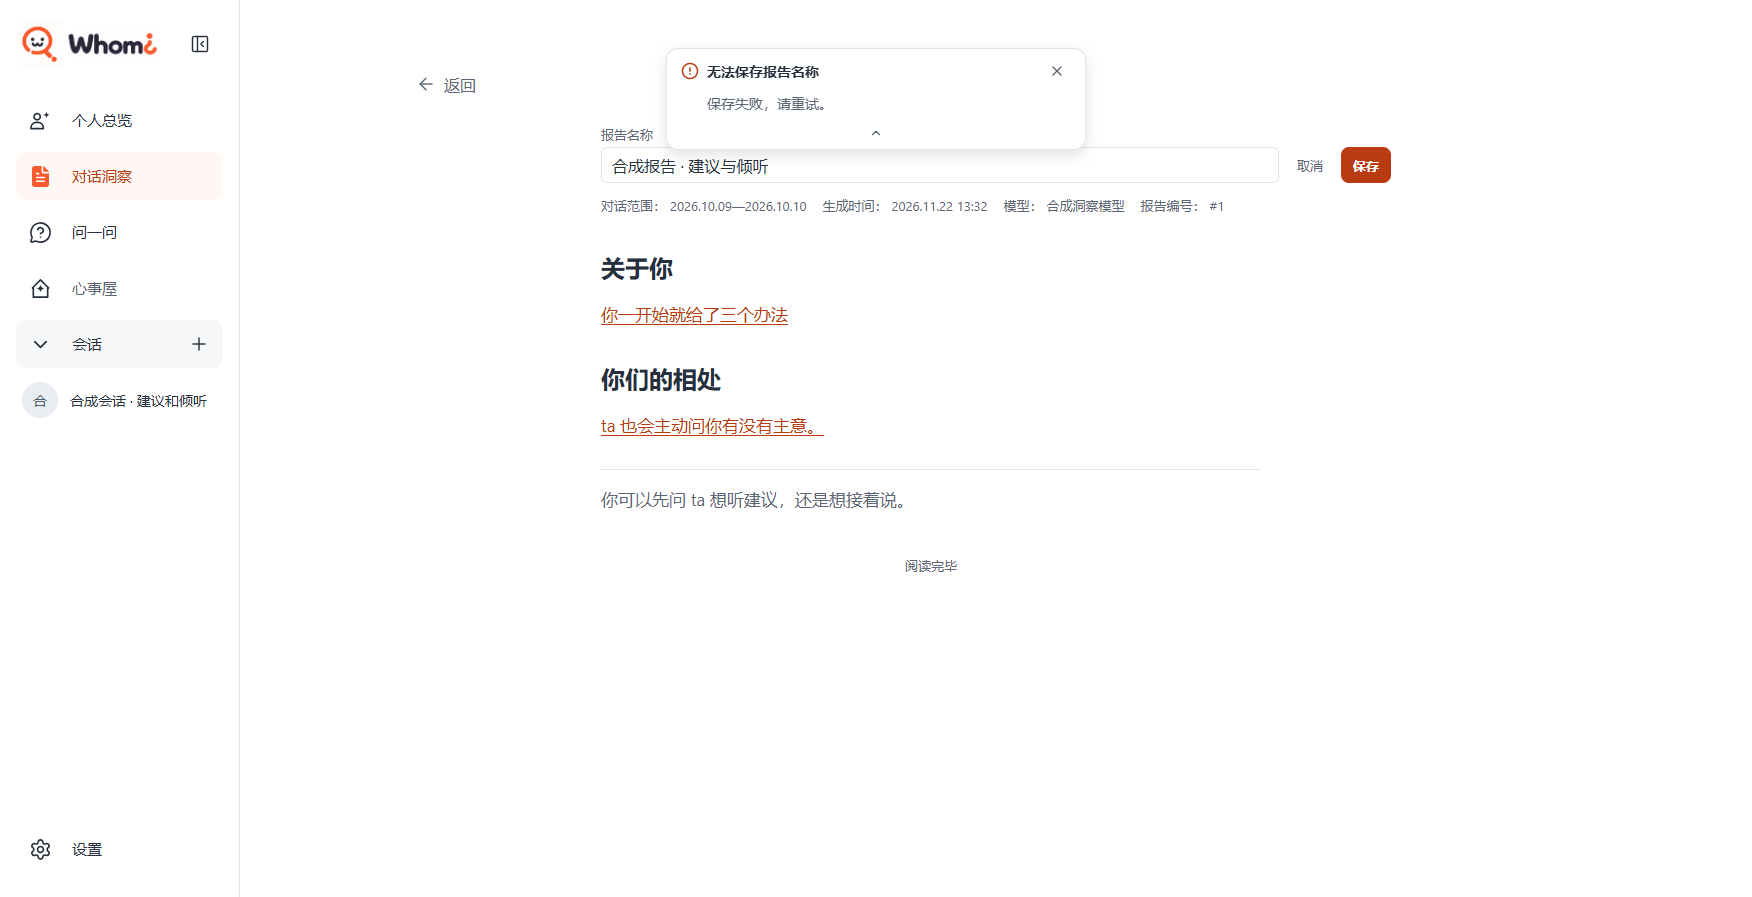 Whomi
个人总览
对话洞察
问一问
心事屋
会话
合
合成会话 · 建议和倾听
设置
返回
无法保存报告名称
保存失败，请重试。
报告名称
合成报告 · 建议与倾听
取消
保存
对话范围： 2026.10.09—2026.10.10 生成时间： 2026.11.22 13:32 模型： 合成洞察模型 报告编号： #1
关于你
你一开始就给了三个办法
你们的相处
ta 也会主动问你有没有主意。
你可以先问 ta 想听建议，还是想接着说。
阅读完毕